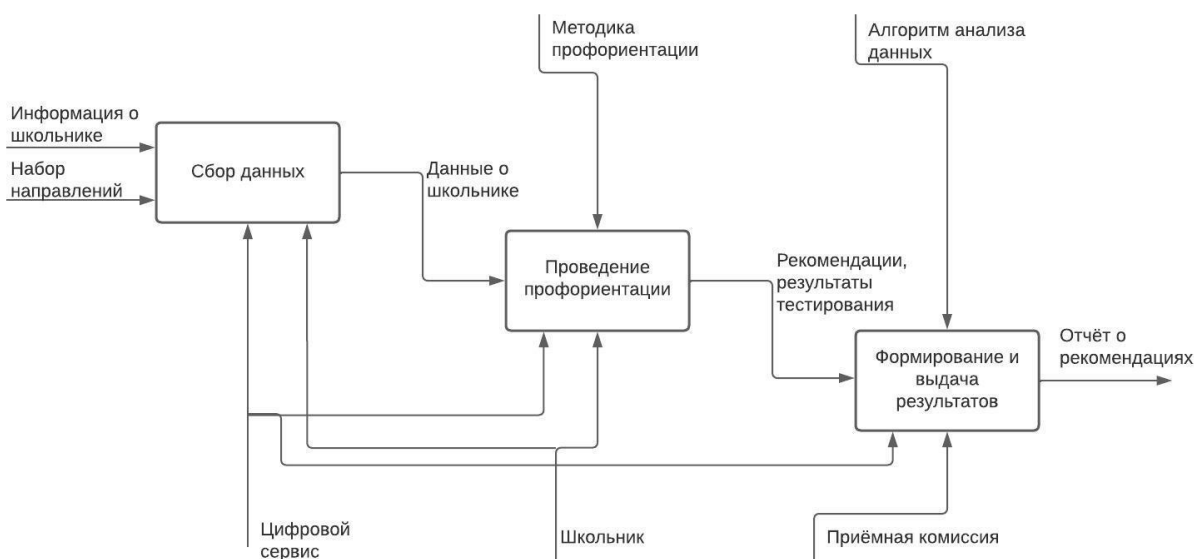 Методика
профориентации
Алгоритм анализа
данных
Информация о
школьнике
Набор
направлений
Сбор данных
Данные о
школьнике
Проведение
профориентации
Рекомендации,
результаты
тестирования
Формирование и
выдача
результатов
Отчёт о
рекомендациях
Цифровой
сервис
Школьник
Приёмная комиссия